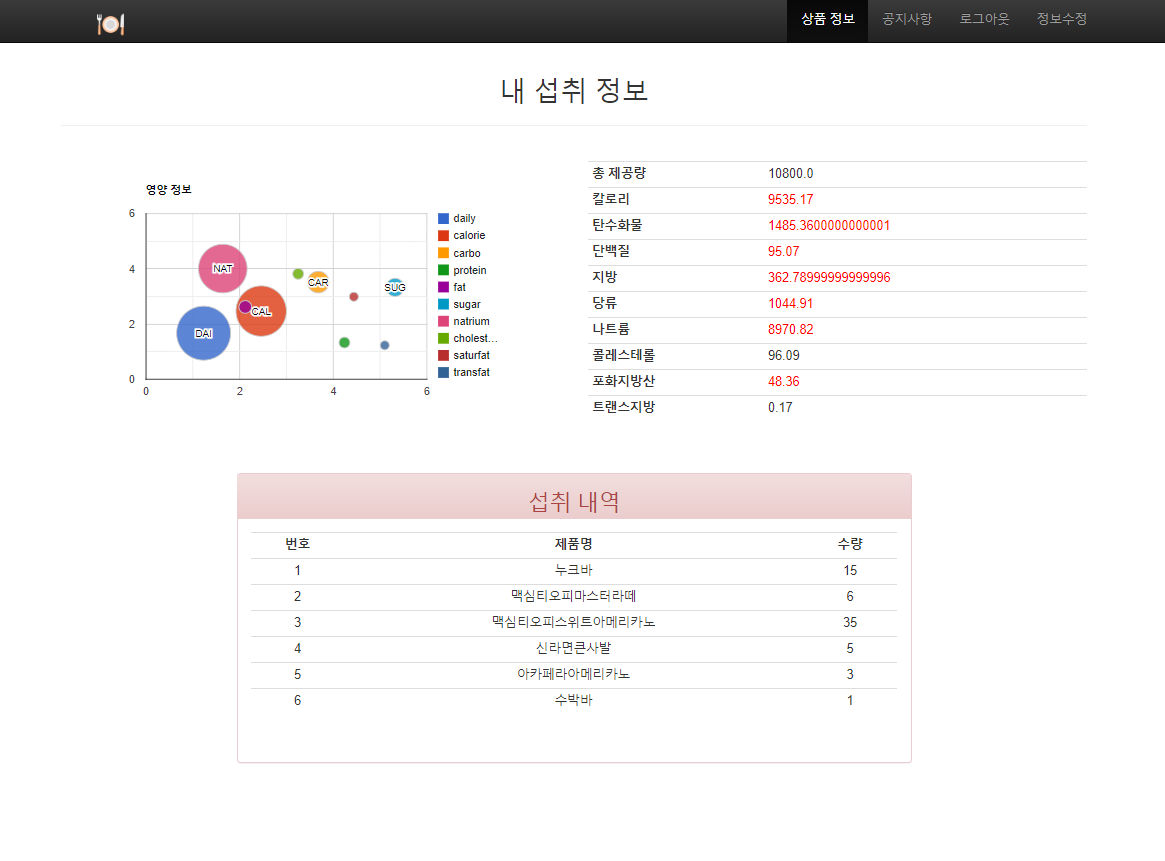 상품 정보 공지사항 로그아웃 정보수정
내 섭취 정보
영양 정보
6
4
2
0
0 2 4 6
NAT
CAR
SUG
CAL
DAI
daily
calorie
carbo
protein
fat
sugar
natrium
cholest...
saturfat
transfat
총 제공량 10800.0
칼로리 9535.17
탄수화물 1485.3600000000001
단백질 95.07
지방 362.78999999999996
당류 1044.91
나트륨 8970.82
콜레스테롤 96.09
포화지방산 48.36
트랜스지방 0.17
섭취 내역
번호 제품명 수량
1 누크바 15
2 맥심티오피마스터라떼 6
3 맥심티오피스위트아메리카노 35
4 신라면큰사발 5
5 아카페라아메리카노 3
6 수박바 1